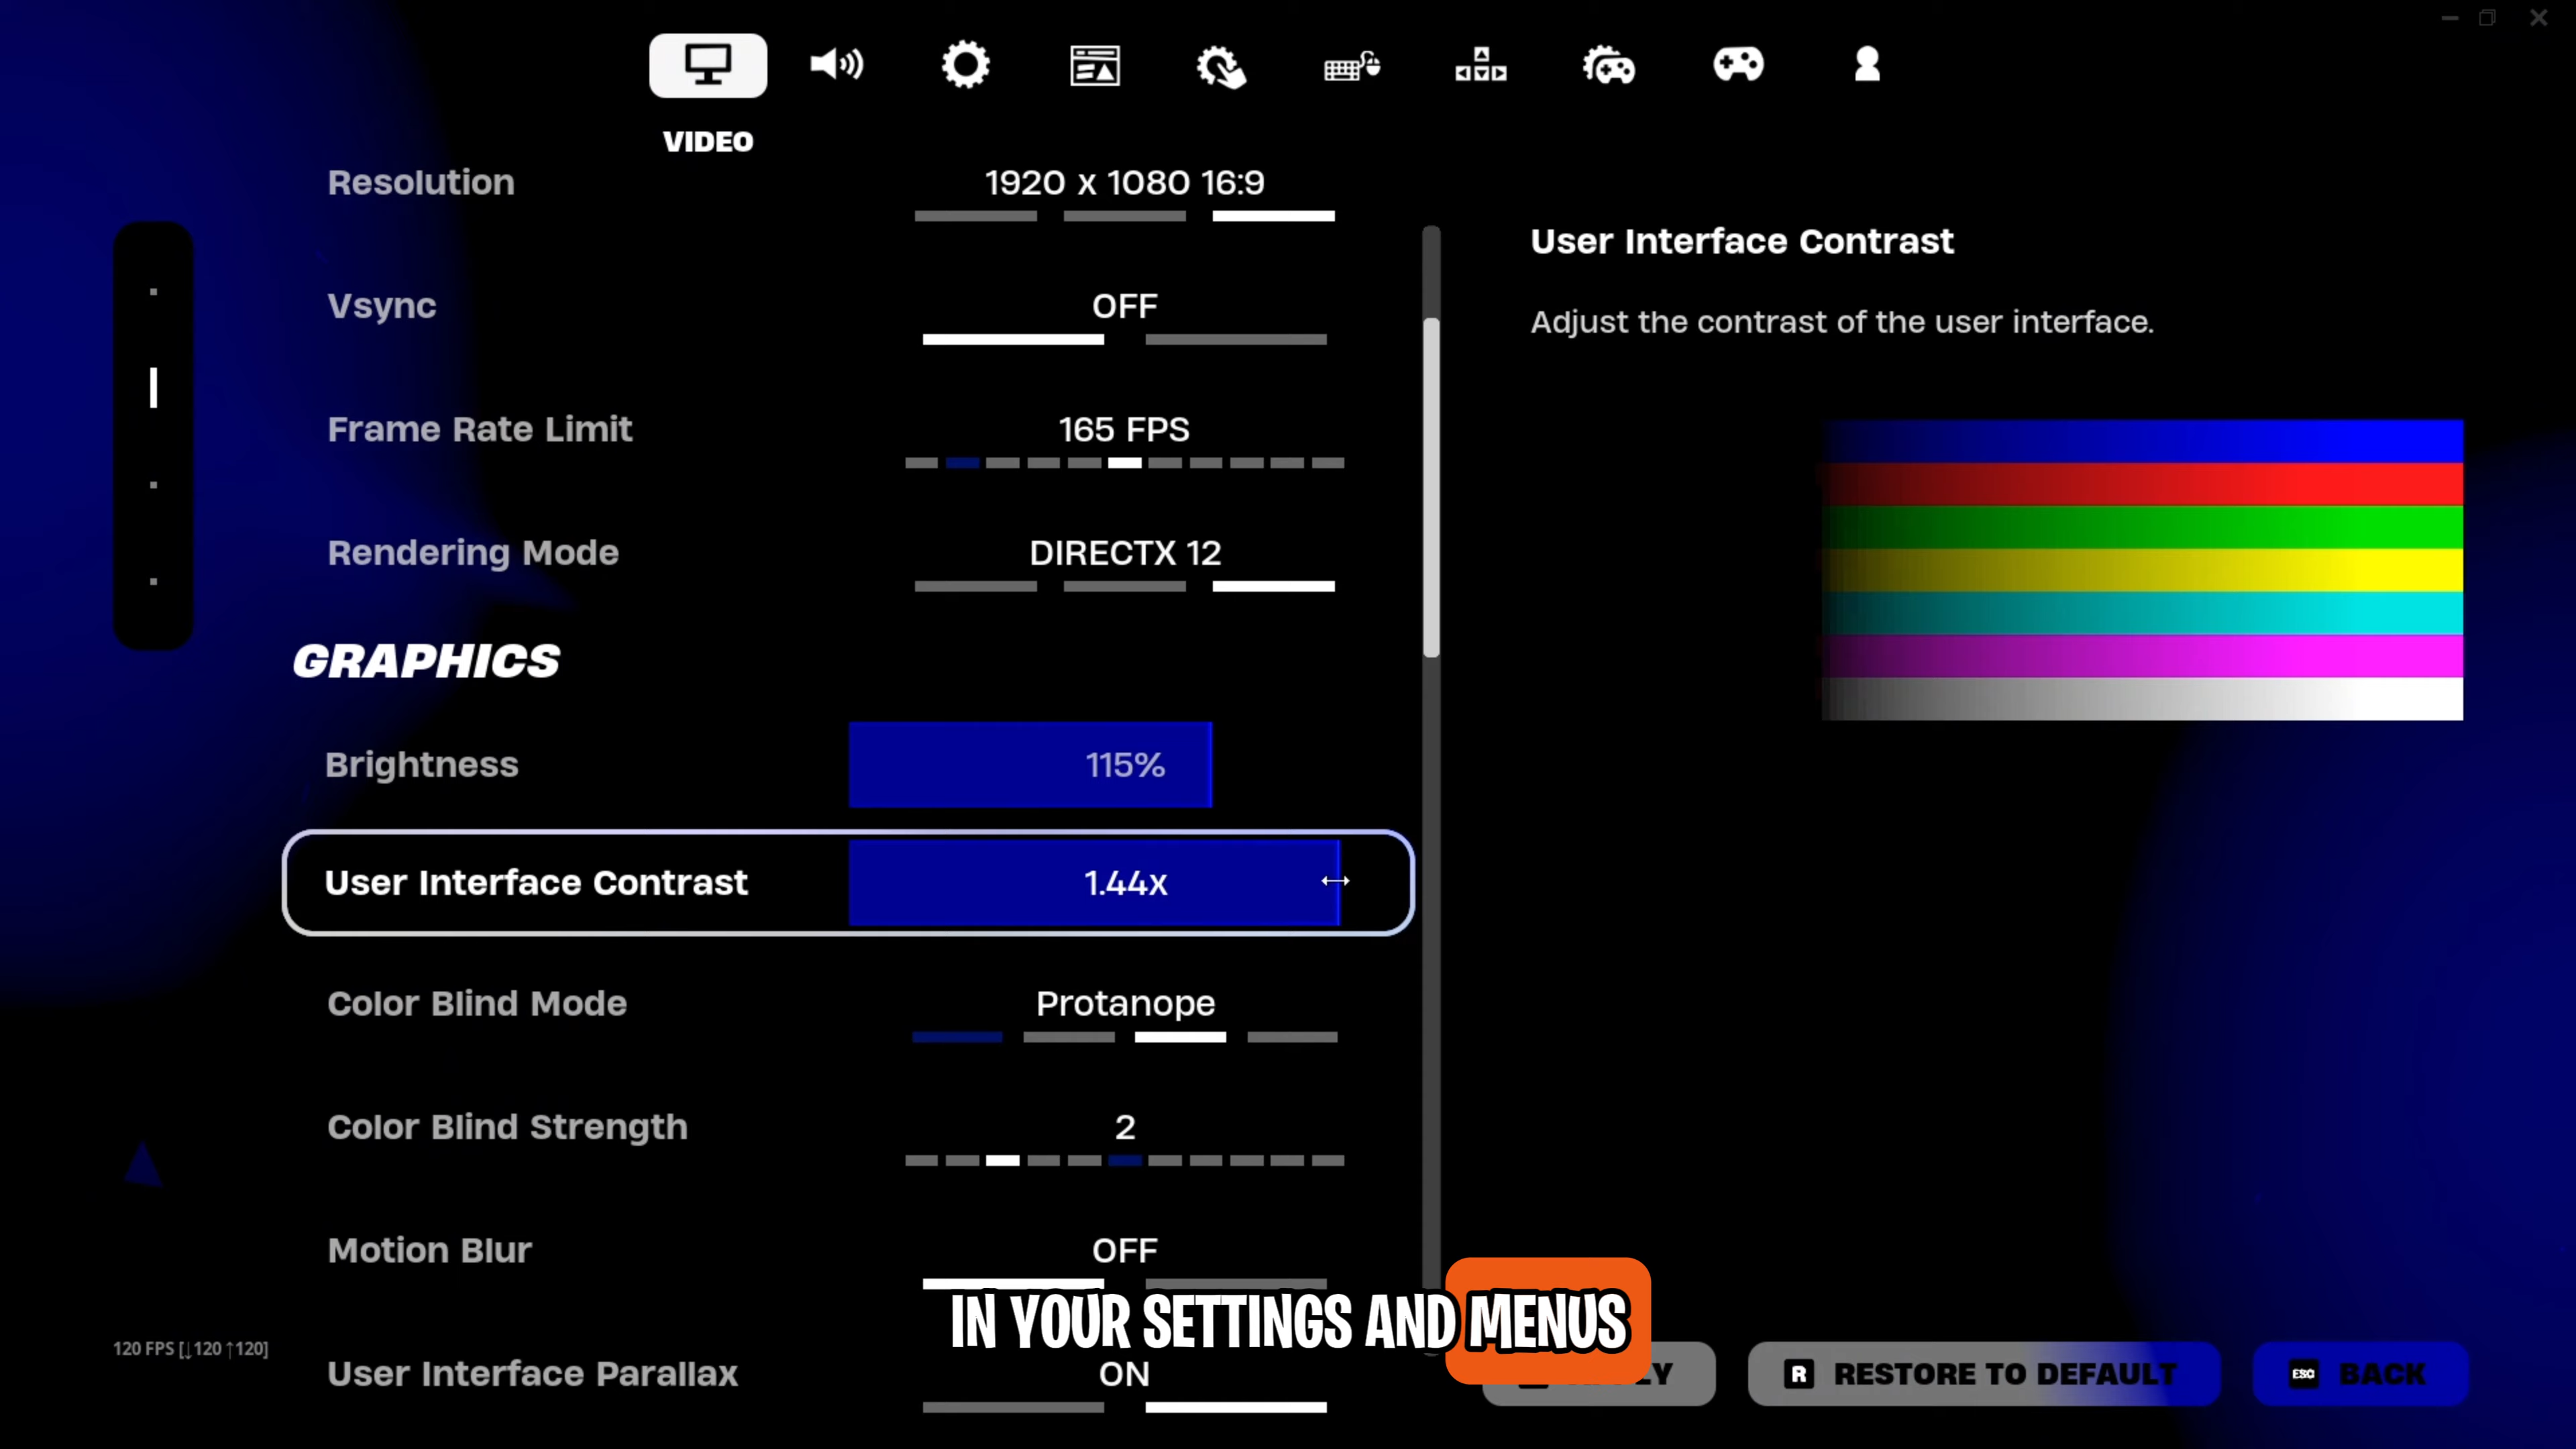 VIDEO
Resolution
1920 x 1080 16:9
User Interface Contrast
Adjust the contrast of the user interface.
Vsync
OFF
Frame Rate Limit
165 FPS
Rendering Mode
DIRECTX 12
GRAPHICS
Brightness
115%
User Interface Contrast
1.44x
Color Blind Mode
Protanope
Color Blind Strength
2
Motion Blur
OFF
IN YOUR SETTINGS AND MENUS
120 FPS [↓120 ↑120]
User Interface Parallax
ON
R RESTORE TO DEFAULT
ESC BACK